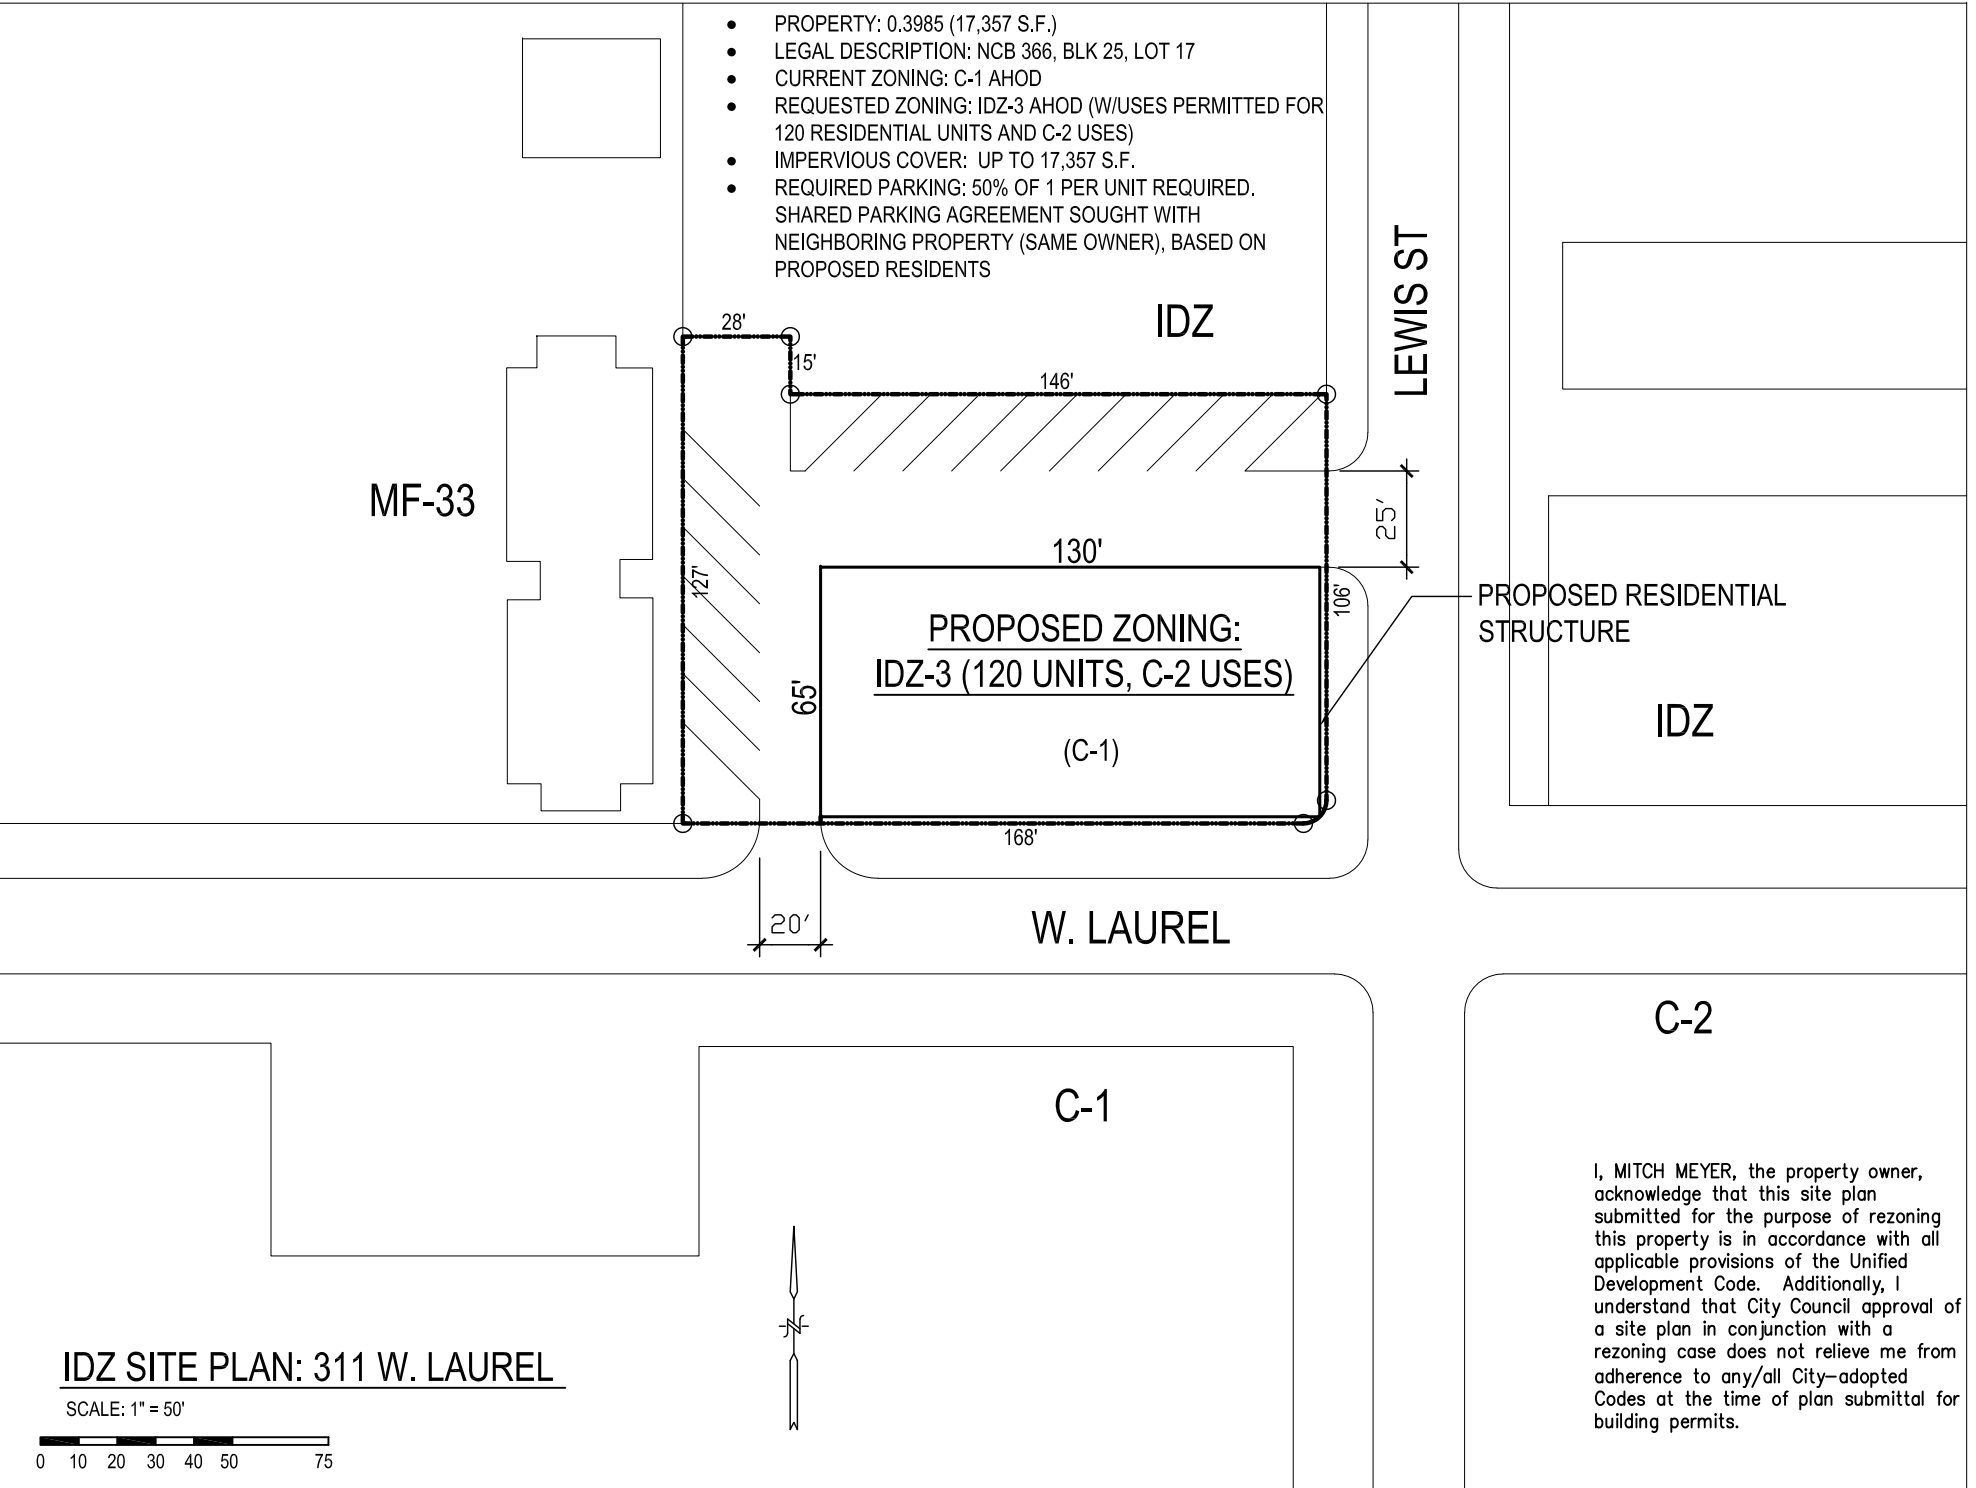 • PROPERTY: 0.3985 (17,357 S.F.)
• LEGAL DESCRIPTION: NCB 366, BLK 25, LOT 17
• CURRENT ZONING: C-1 AHOD
• REQUESTED ZONING: IDZ-3 AHOD (W/USES PERMITTED FOR
120 RESIDENTIAL UNITS AND C-2 USES)
• IMPERVIOUS COVER: UP TO 17,357 S.F.
• REQUIRED PARKING: 50% OF 1 PER UNIT REQUIRED.
SHARED PARKING AGREEMENT SOUGHT WITH
NEIGHBORING PROPERTY (SAME OWNER), BASED ON
PROPOSED RESIDENTS
IDZ
LEWIS ST
28'
15'
146'
MF-33
25'
130'
127'
106'
PROPOSED RESIDENTIAL
STRUCTURE
PROPOSED ZONING:
IDZ-3 (120 UNITS, C-2 USES)
65'
(C-1)
IDZ
168'
20'
W. LAUREL
C-2
C-1
I, MITCH MEYER, the property owner,
acknowledge that this site plan
submitted for the purpose of rezoning
this property is in accordance with all
applicable provisions of the Unified
Development Code. Additionally, I
understand that City Council approval of
a site plan in conjunction with a
rezoning case does not relieve me from
adherence to any/all City-adopted
Codes at the time of plan submittal for
building permits.
N
IDZ SITE PLAN: 311 W. LAUREL
SCALE: 1" = 50'
0 10 20 30 40 50 75